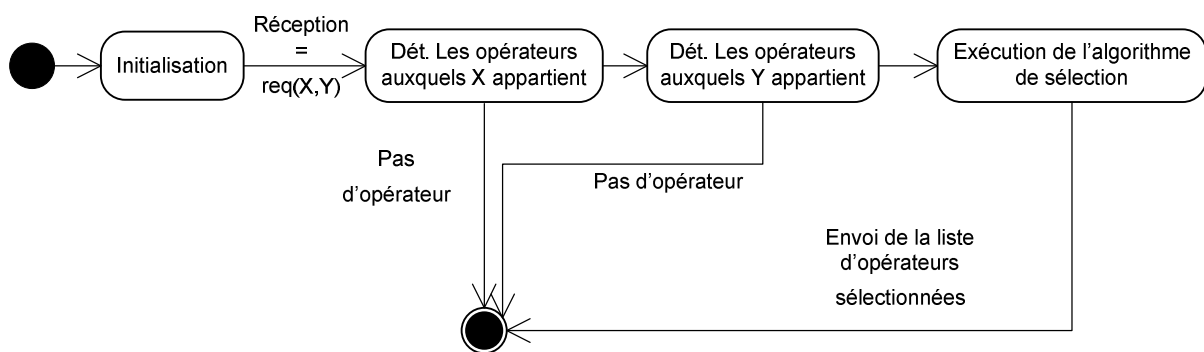 Réception
=
req(X,Y)
Initialisation
Dét. Les opérateurs
auxquels X appartient
Dét. Les opérateurs
auxquels Y appartient
Exécution de l’algorithme
de sélection
Pas
d’opérateur
Pas d’opérateur
Envoi de la liste
d’opérateurs
sélectionnées